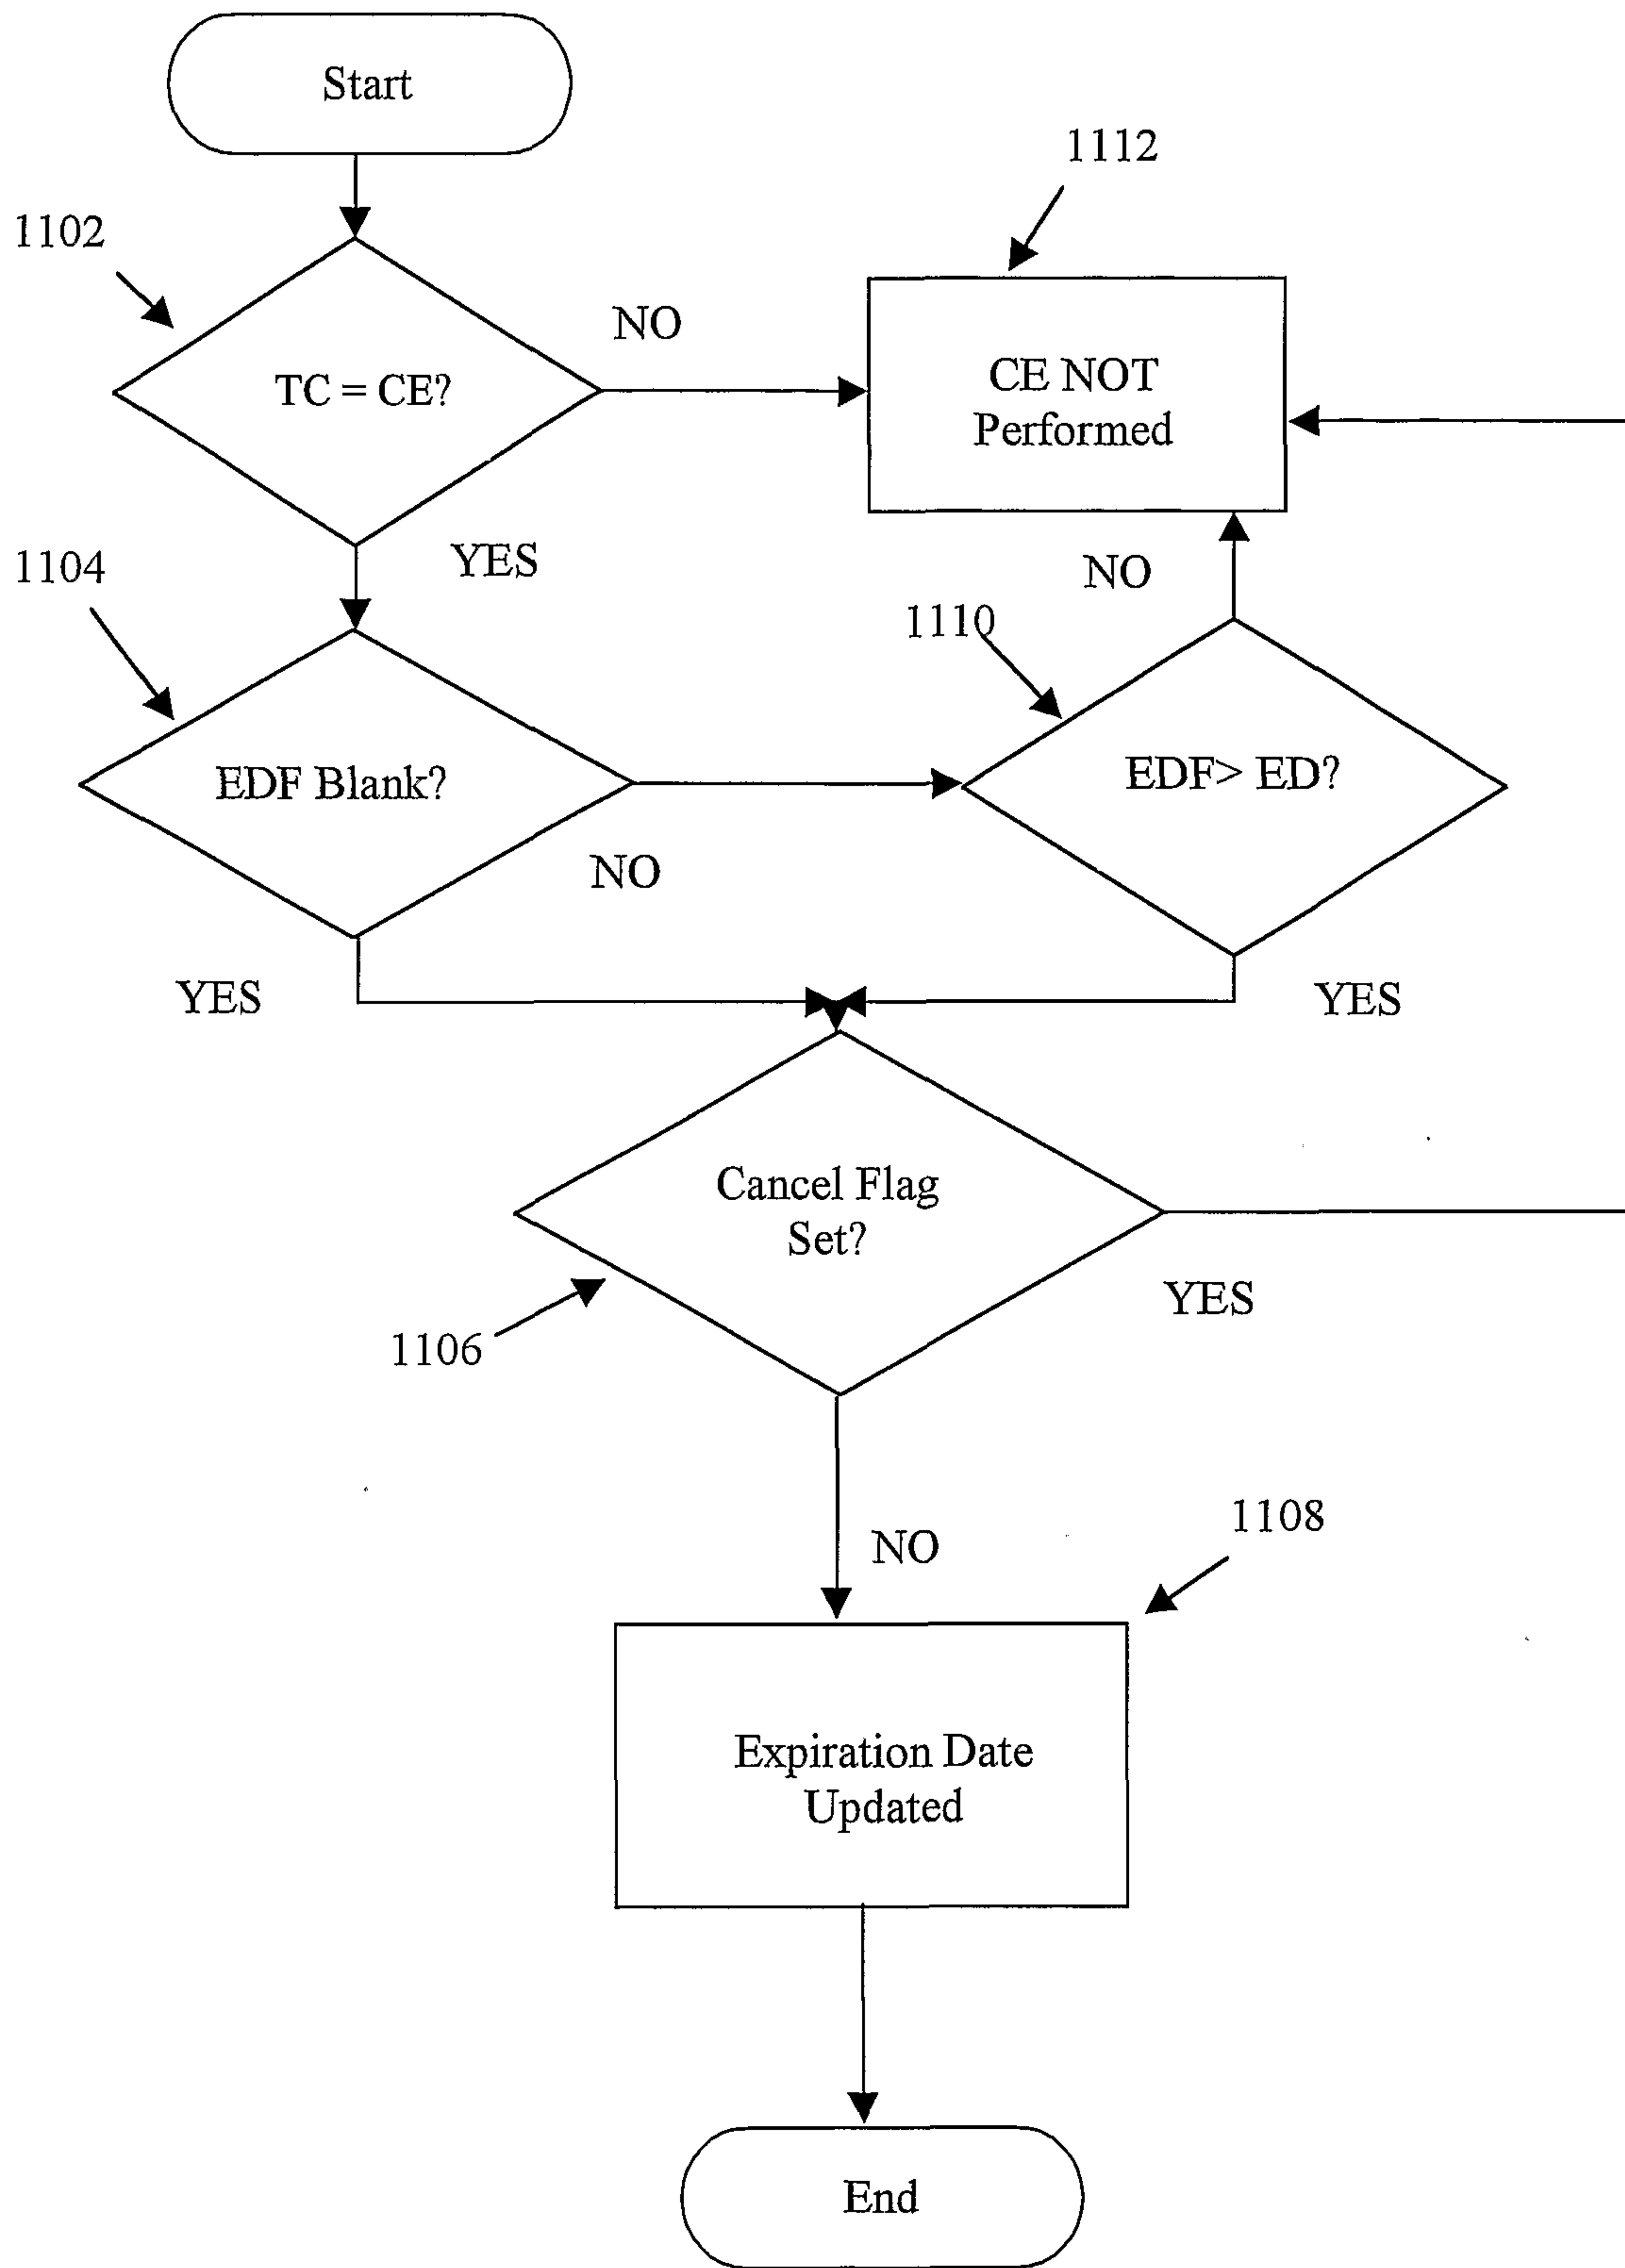 Start
1112
1102
NO
TC = CE?
CE NOT
Performed
YES
1104
NO
1110
EDF Blank?
EDF> ED?
NO
YES
YES
Cancel Flag
Set?
YES
1106
1108
NO
Expiration Date
Updated
End